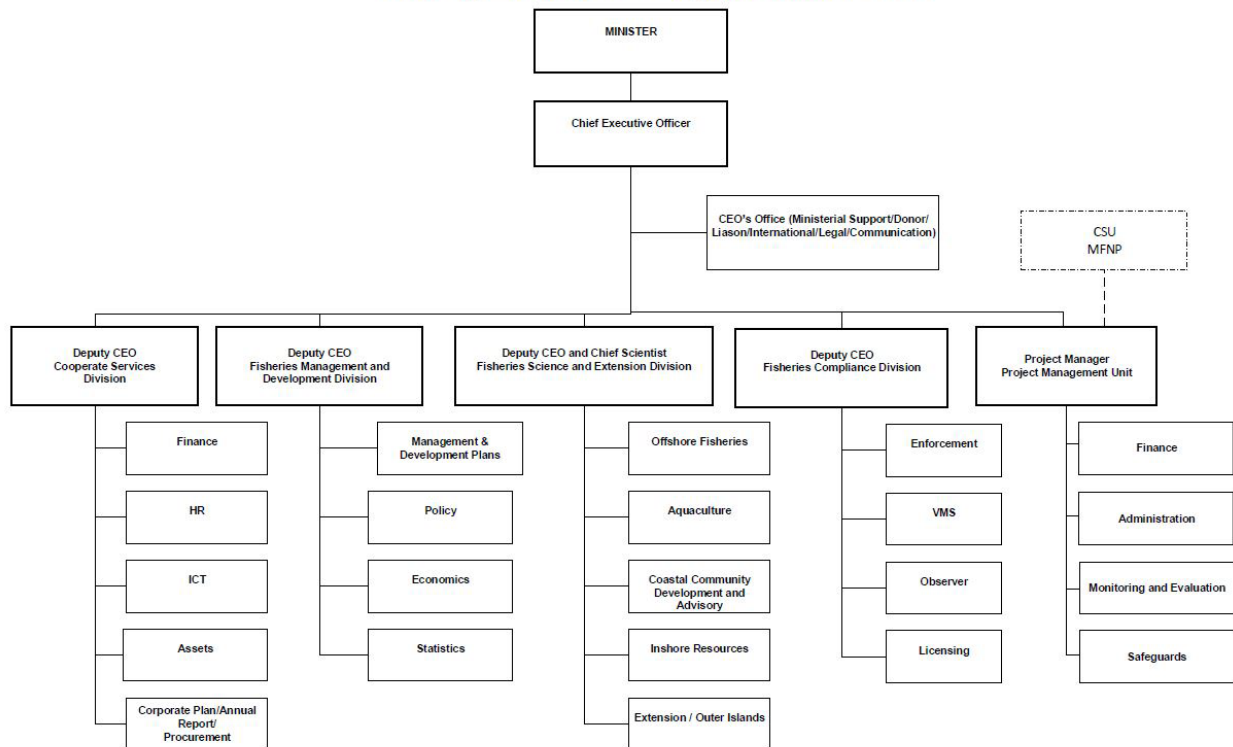 MINISTER
Chief Executive Officer
CEO's Office (Ministerial Support/Donor/
Liason/International/Legal/Communication)
CSU
MFNP
Deputy CEO
Cooperate Services
Division
Deputy CEO
Fisheries Management and
Development Division
Deputy CEO and Chief Scientist
Fisheries Science and Extension Division
Deputy CEO
Fisheries Compliance Division
Project Manager
Project Management Unit
Finance
HR
ICT
Assets
Corporate Plan/Annual
Report/
Procurement
Management &
Development Plans
Policy
Economics
Statistics
Offshore Fisheries
Aquaculture
Coastal Community
Development and
Advisory
Inshore Resources
Extension / Outer Islands
Enforcement
VMS
Observer
Licensing
Finance
Administration
Monitoring and Evaluation
Safeguards